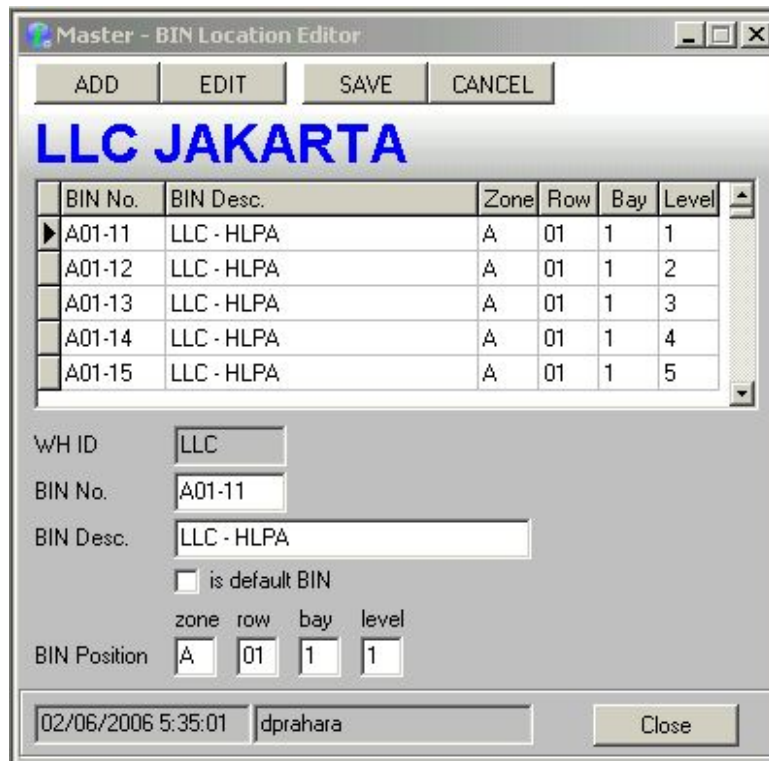 Master - BIN Location Editor
ADD EDIT SAVE CANCEL
LLC JAKARTA
BIN No. BIN Desc. Zone Row Bay Level
A01-11 LLC - HLPA A 01 1 1
A01-12 LLC - HLPA A 01 1 2
A01-13 LLC - HLPA A 01 1 3
A01-14 LLC - HLPA A 01 1 4
A01-15 LLC - HLPA A 01 1 5
WH ID LLC
BIN No. A01-11
BIN Desc. LLC - HLPA
is default BIN
zone row bay level
BIN Position A 01 1 1
02/06/2006 5:35:01 dprahara Close